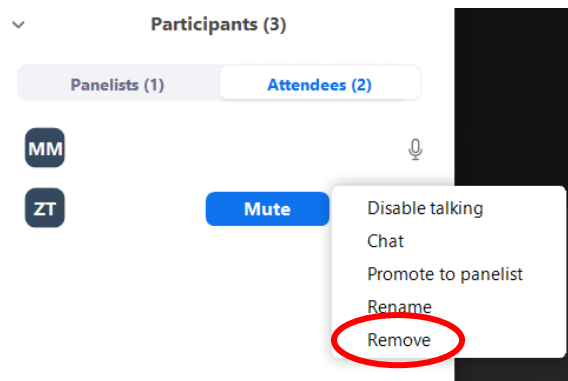 Participants (3)
Panelists (1) Attendees (2)
MM
ZT Mute Disable talking
Chat
Promote to panelist
Rename
Remove